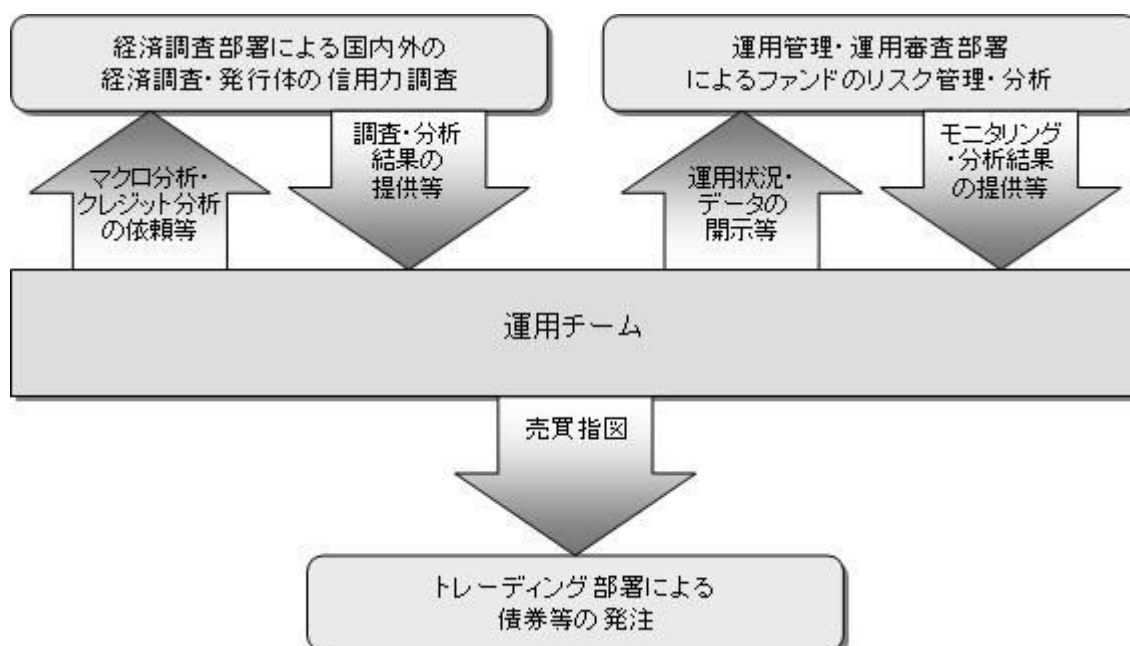 経済調査部署による国内外の
経済調査・発行体の信用力調査
運用管理・運用審査部署
によるファンドのリスク管理・分析
マクロ分析・
クレジット分析
の依頼等
調査・分析
結果の
提供等
運用状況・
データの
開示等
モニタリング
・分析結果
の提供等
運用チーム
売買指図
トレーディング部署による
債券等の発注